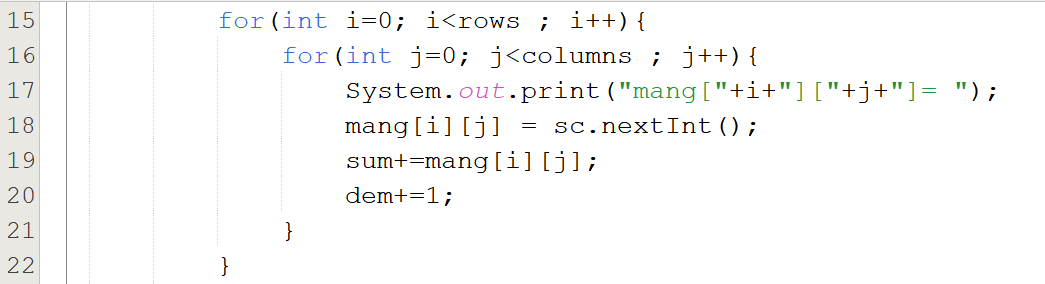 15 for(int i=0; i<rows ; i++){
16 for(int j=0; j<columns ; j++){
17 System.out.print("mang["+i+"]["+j+"]= ");
18 mang[i][j] = sc.nextInt();
19 sum+=mang[i][j];
20 dem+=1;
21 }
22 }